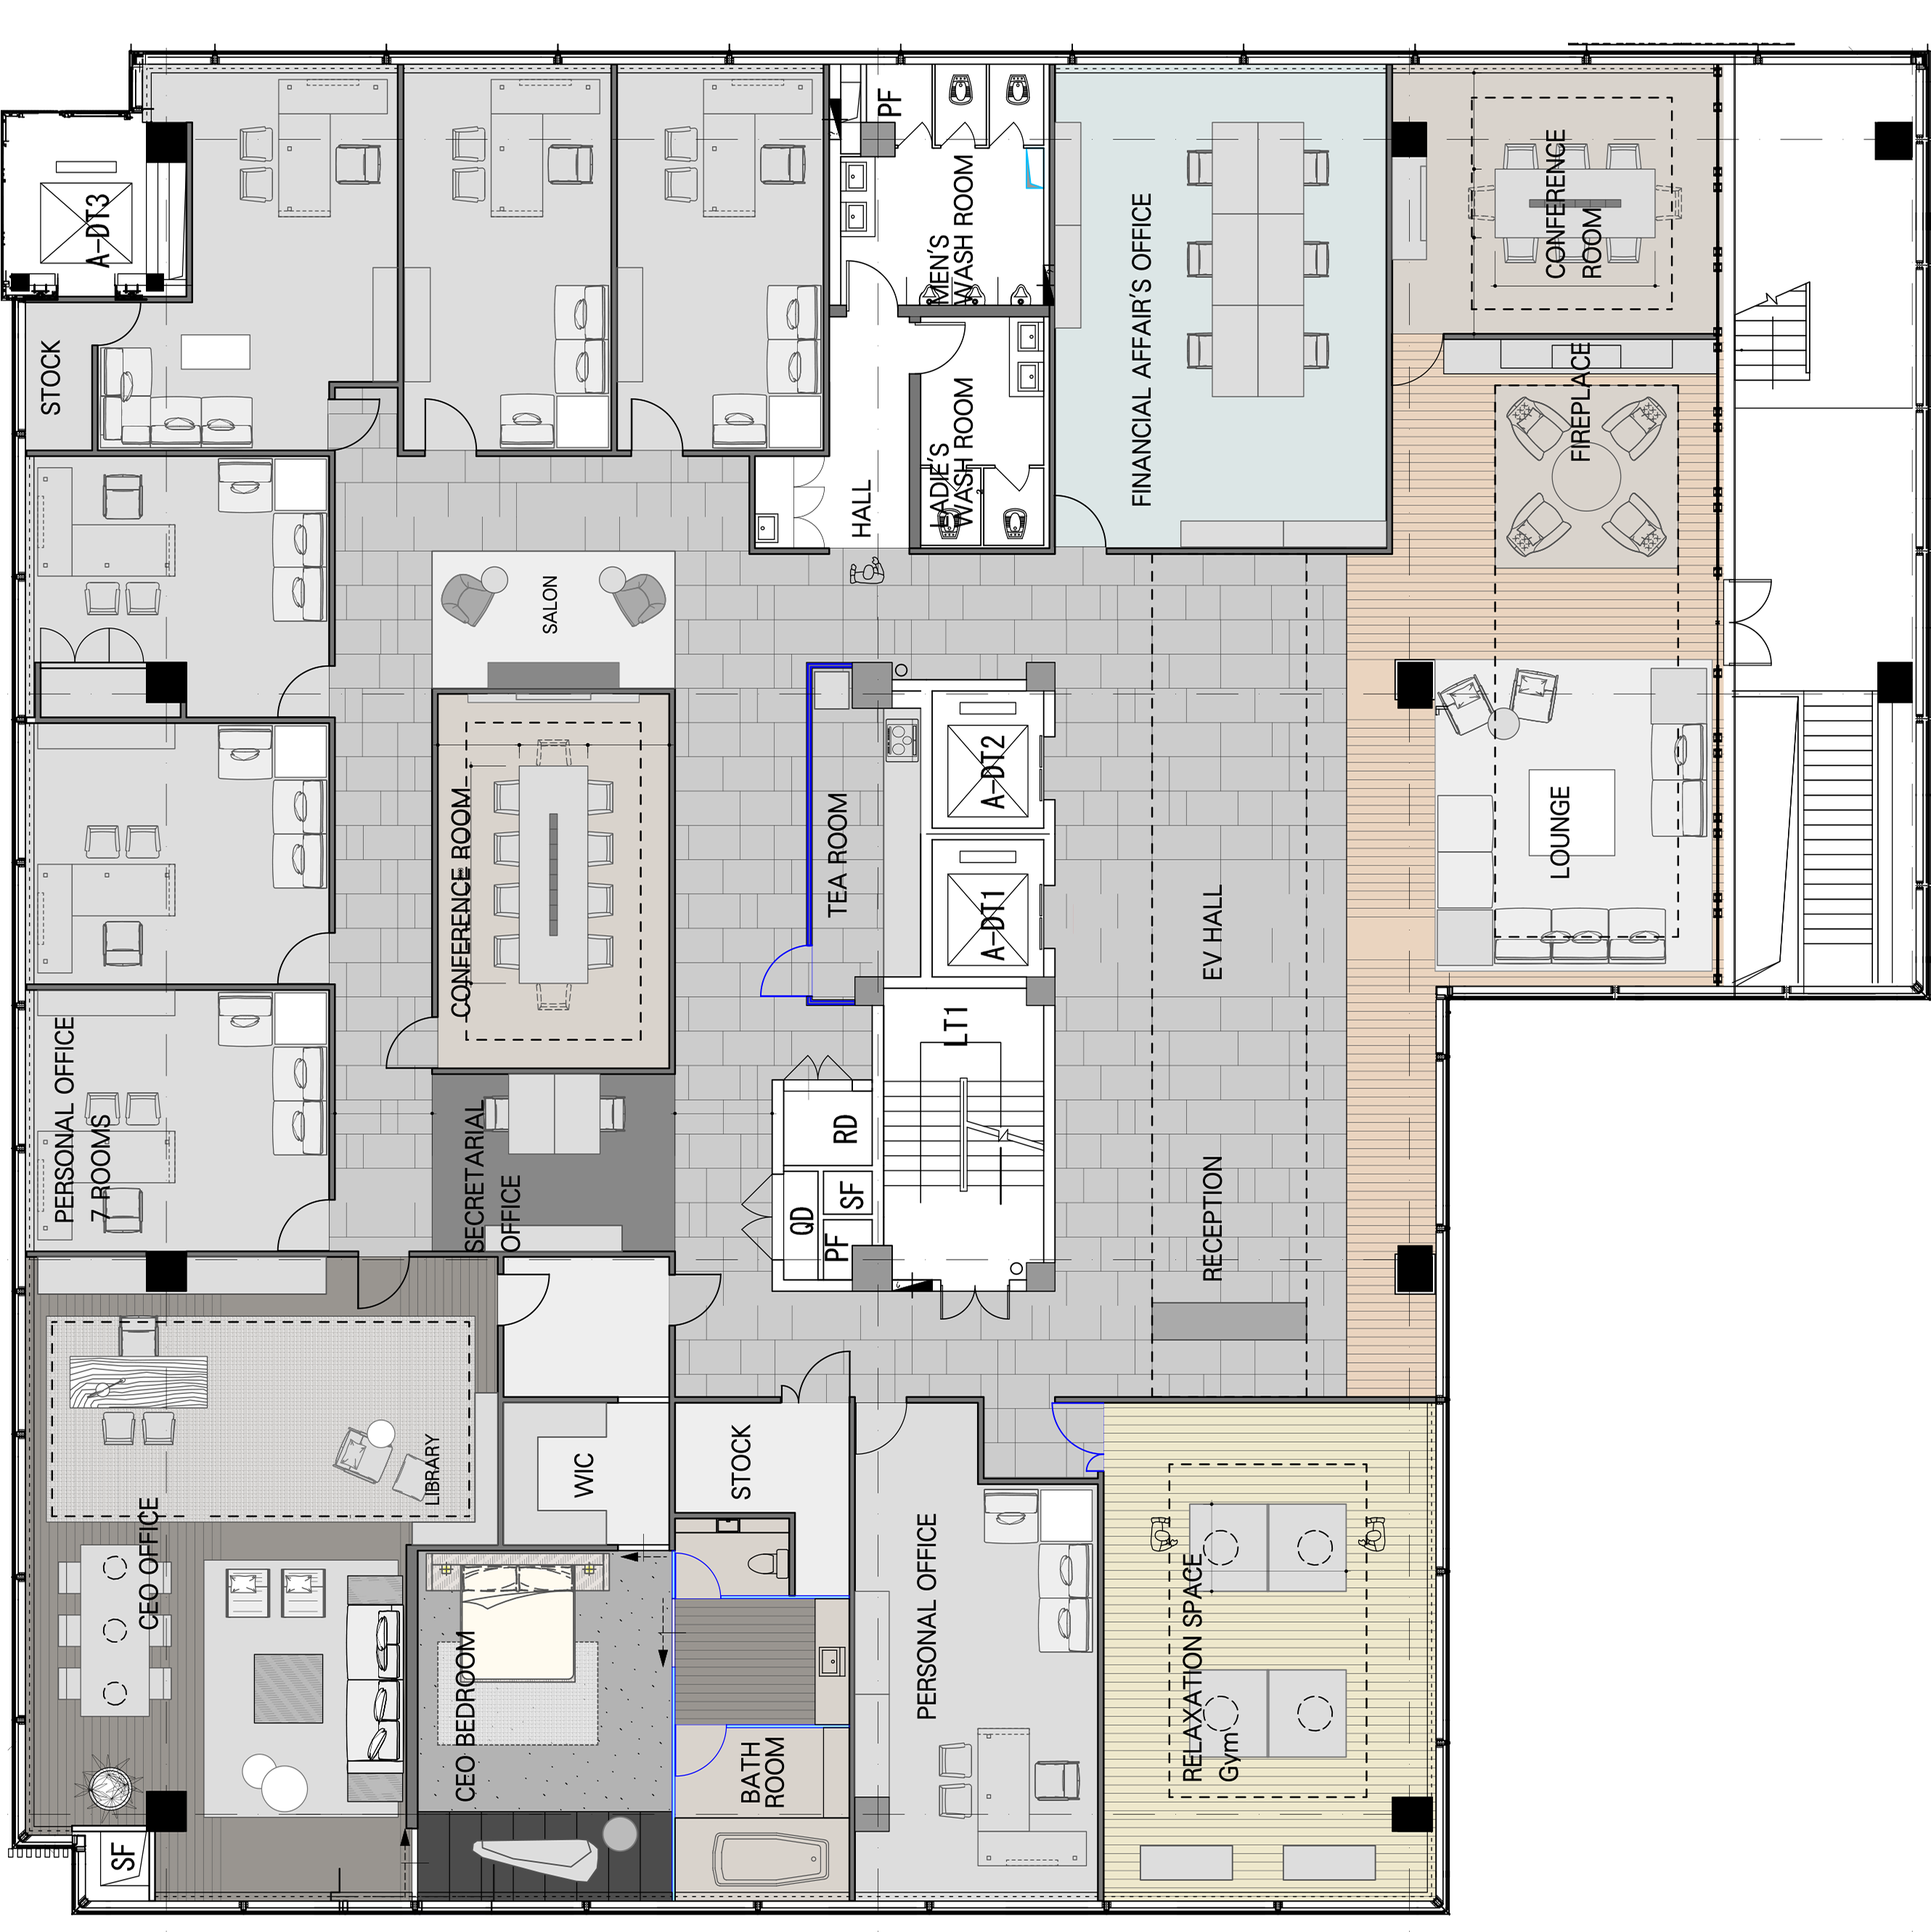 A-DT3
PF
MEN'S
WASH ROOM
FINANCIAL AFFAIR'S OFFICE
CONFERENCE
ROOM
STOCK
FIREPLACE
HALL
LADIE'S
WASH ROOM
SALON
CONFERENCE ROOM
TEA ROOM
A-DT2
A-DT1
EV HALL
LOUNGE
PERSONAL OFFICE
7 ROOMS
LT1
SECRETARIAL
OFFICE
RD
QD
SF
PF
RECEPTION
CEO OFFICE
LIBRARY
WIC
STOCK
PERSONAL OFFICE
RELAXATION SPACE
Gym
CEO BEDROOM
BATH
ROOM
SF